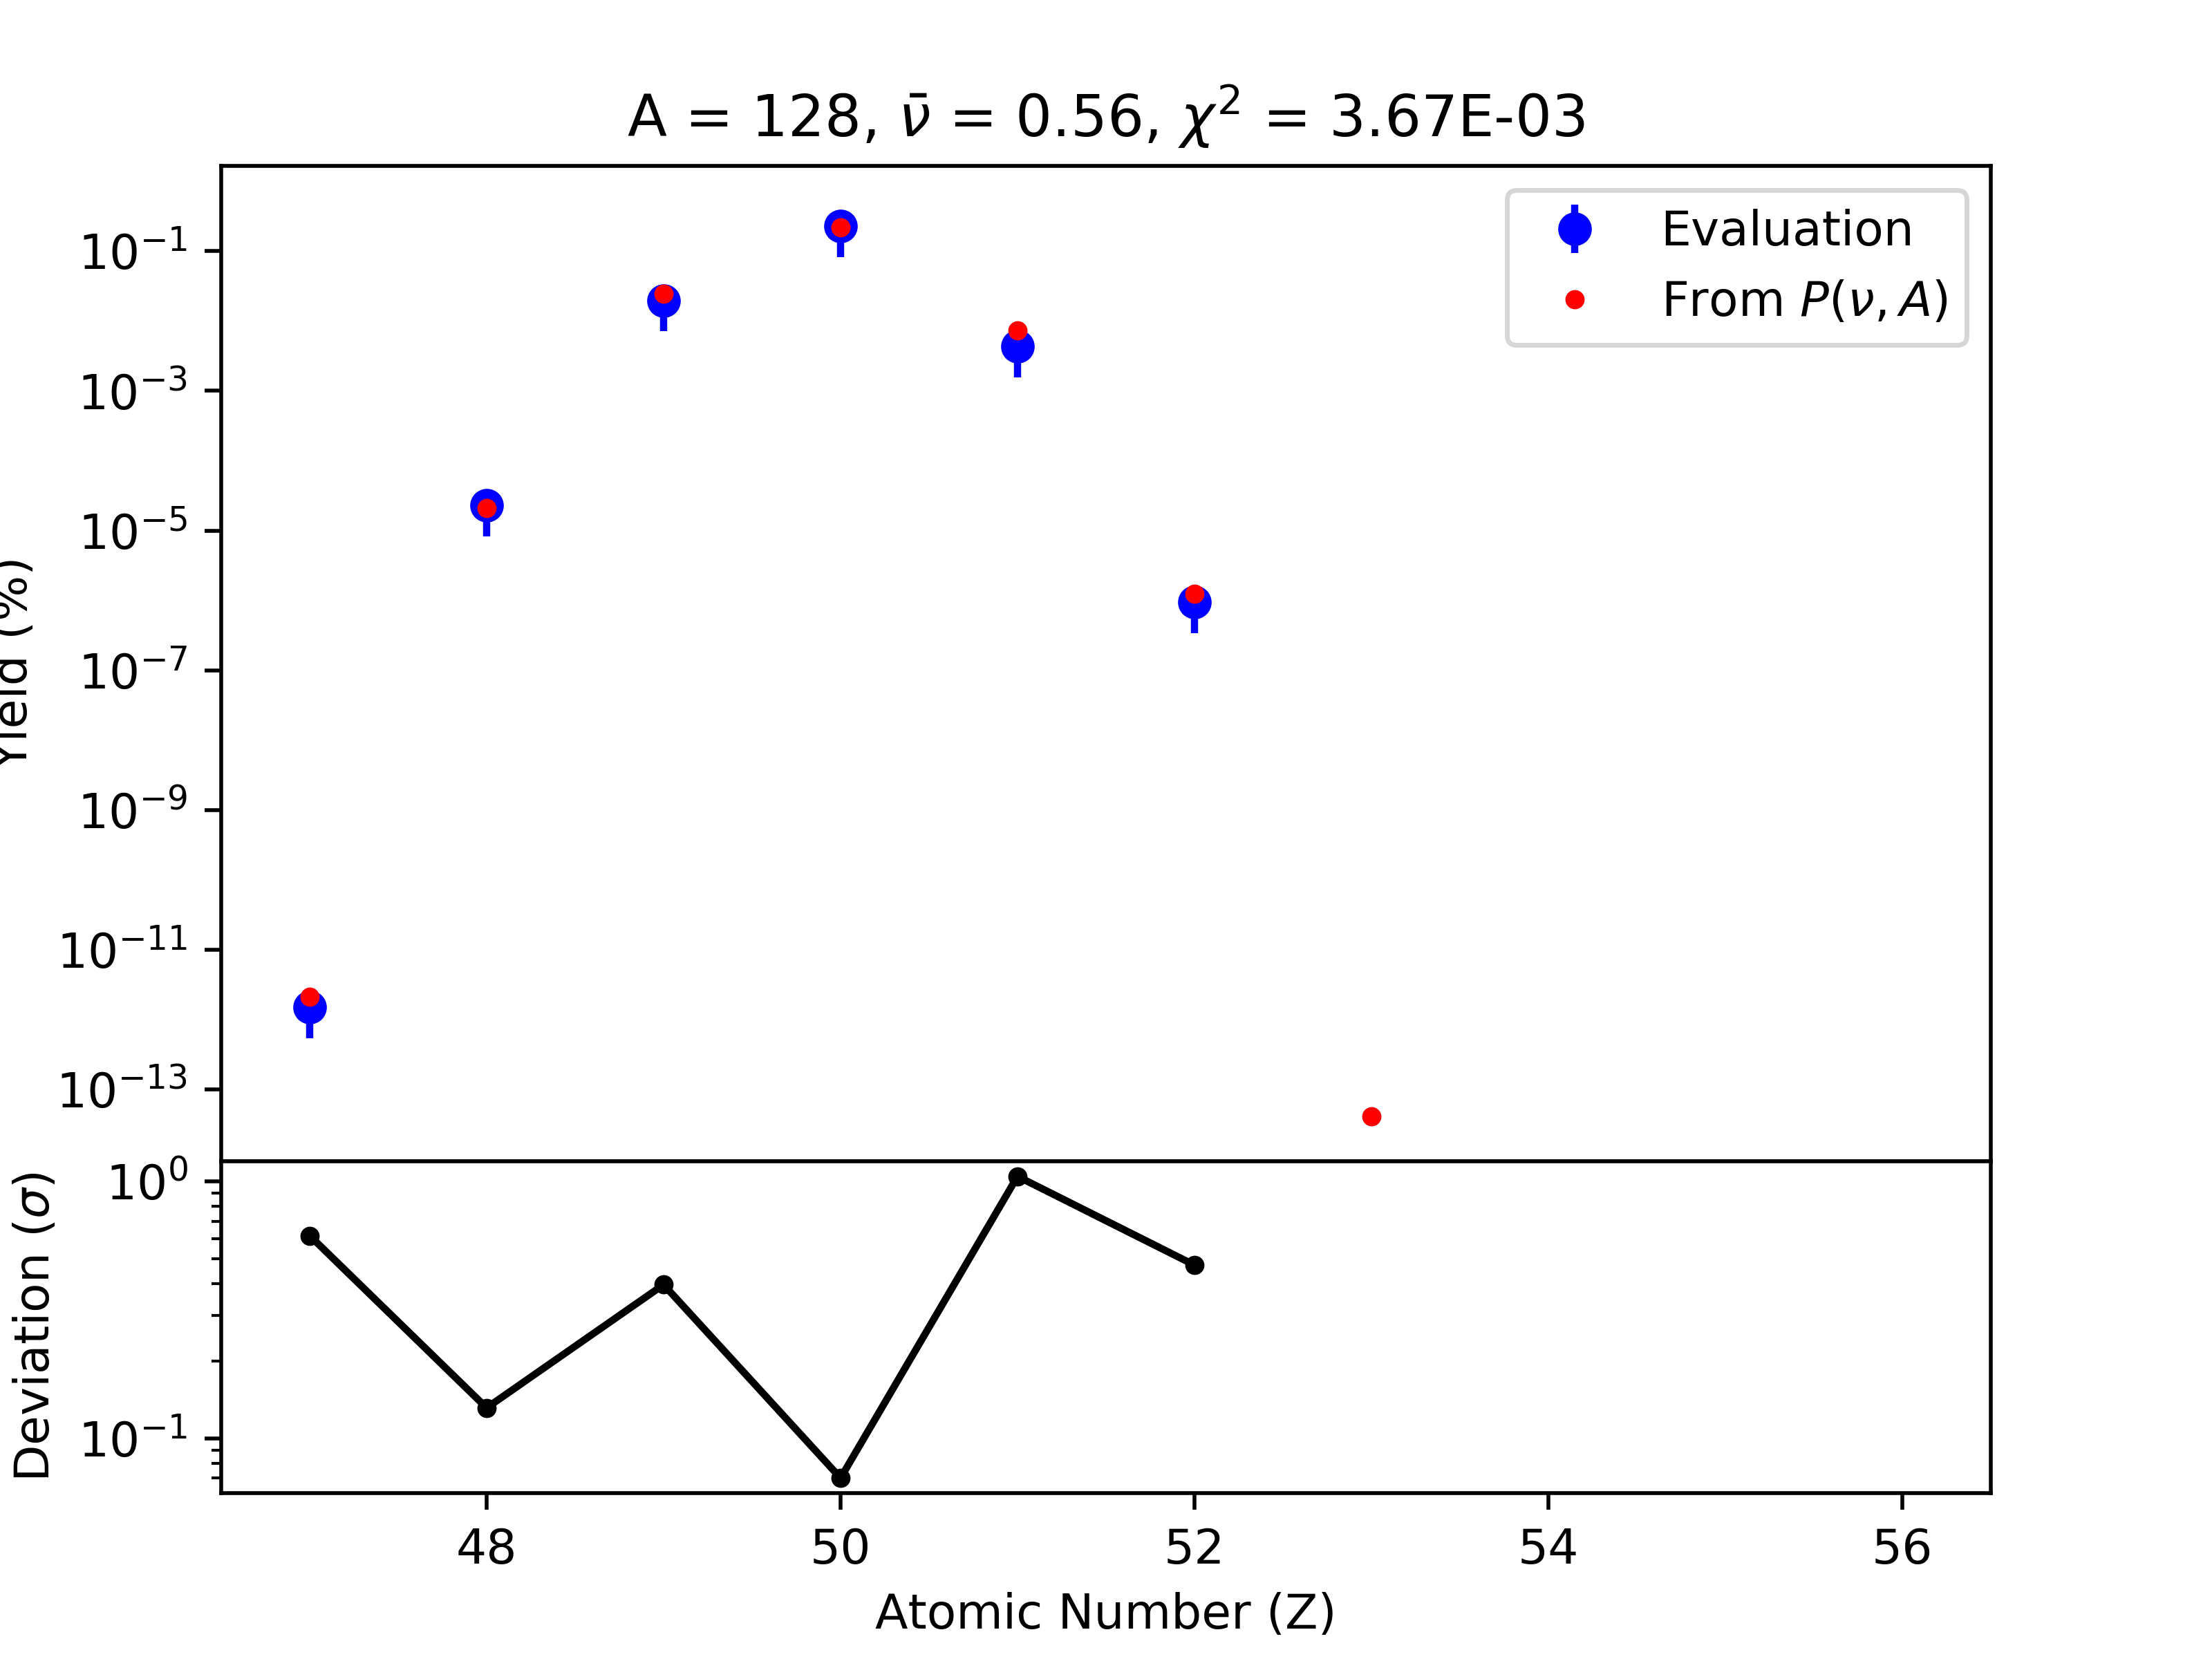 A = 128, ν̄ = 0.56, χ² = 3.67E-03
Evaluation
From P(ν, A)
10⁻¹
10⁻³
10⁻⁵
10⁻⁷
10⁻⁹
10⁻¹¹
10⁻¹³
Yield (%)
10⁰
10⁻¹
Deviation (σ)
48 50 52 54 56
Atomic Number (Z)